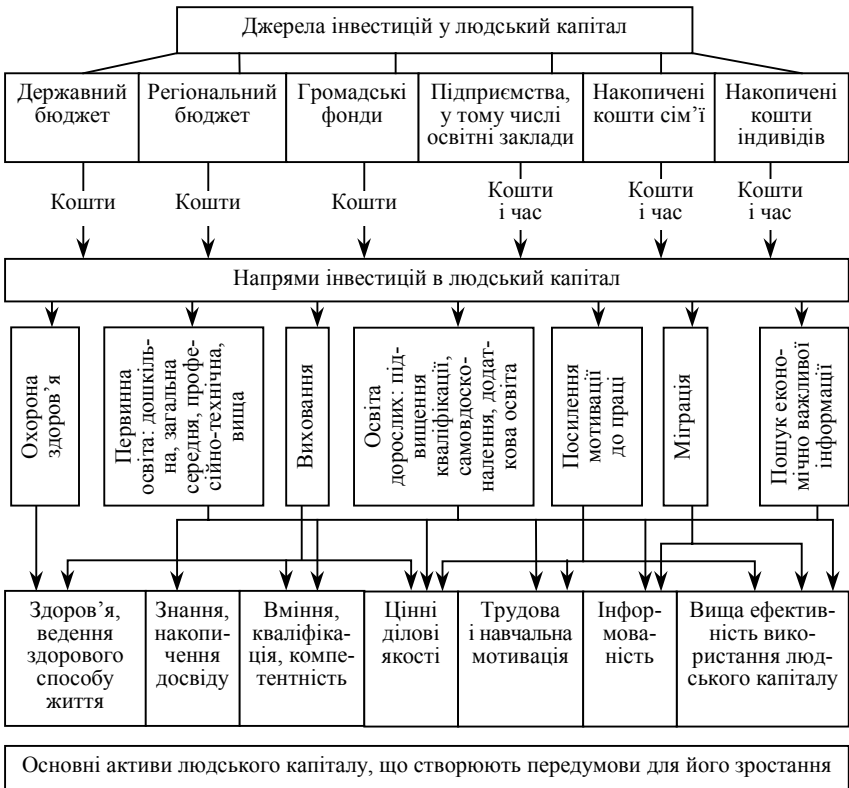 Джерела інвестицій у людський капітал
Державний
бюджет
Регіональний
бюджет
Громадські
фонди
Підприємства,
у тому числі
освітні заклади
Накопичені
кошти сім’ї
Накопичені
кошти
індивідів
Кошти
Кошти
Кошти
Кошти
і час
Кошти
і час
Кошти
і час
Напрями інвестицій в людський капітал
Охорона
здоров’я
Первинна
освіта: дошкіль-
на, загальна
середня, профе-
сійно-технічна,
вища
Виховання
Освіта
дорослих: під-
вищення
кваліфікації,
самовдоско-
налення, додат-
кова освіта
Посилення
мотивації
до праці
Міграція
Пошук еконо-
мічно важливої
інформації
Здоров’я,
ведення
здорового
способу
життя
Знання,
накопи-
чення
досвіду
Вміння,
кваліфіка-
ція, компе-
тентність
Цінні
ділові
якості
Трудова
і навчальна
мотивація
Інфор-
мова-
ність
Вища ефектив-
ність вико-
ристання люд-
ського капіталу
Основні активи людського капіталу, що створюють передумови для його зростання